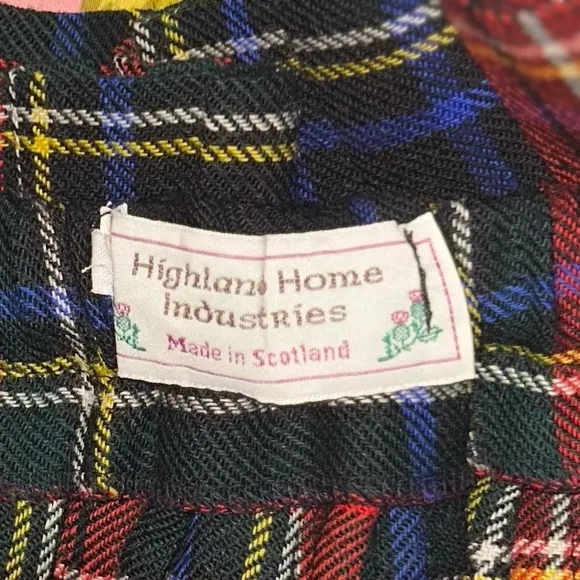 Highland Home
Industries
Made in Scotland